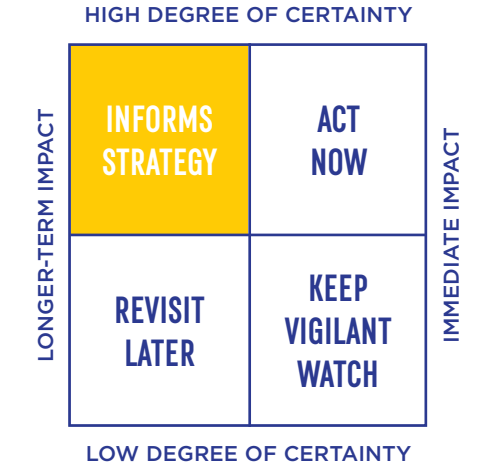 HIGH DEGREE OF CERTAINTY
LONGER-TERM IMPACT
INFORMS
STRATEGY
ACT
NOW
IMMEDIATE IMPACT
REVISIT
LATER
KEEP
VIGILANT
WATCH
LOW DEGREE OF CERTAINTY